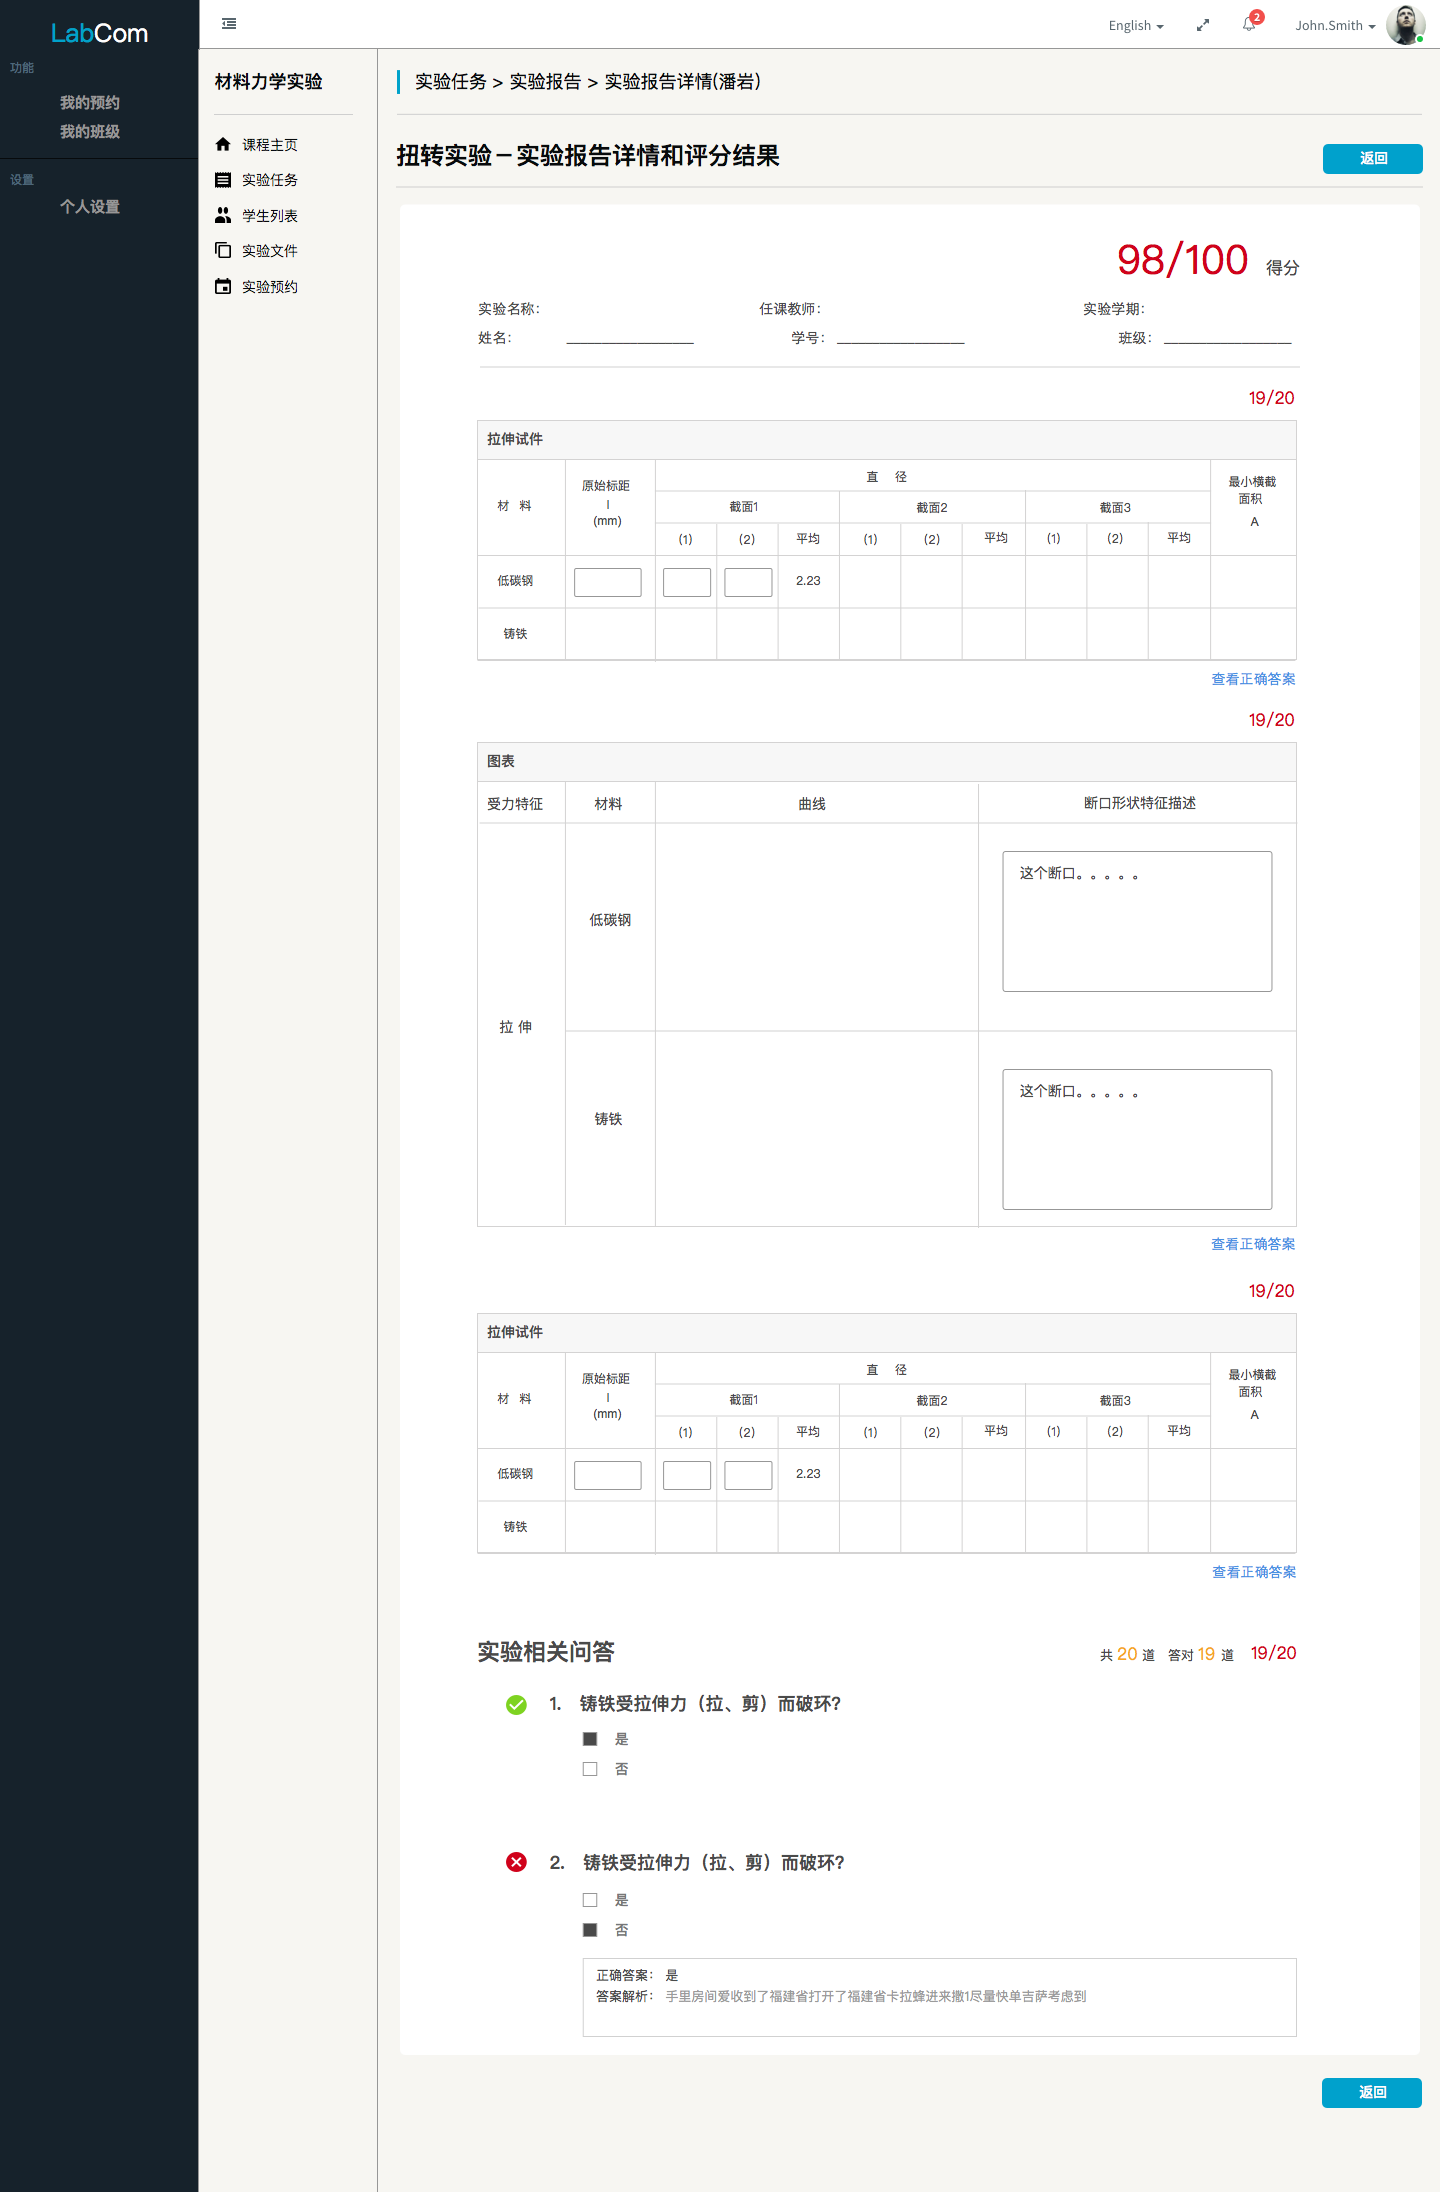 LabCom
功能
我的预约
我的班级
设置
个人设置
English
2
John.Smith
材料力学实验
课程主页
实验任务
学生列表
实验文件
实验预约
实验任务 > 实验报告 > 实验报告详情(潘岩)
扭转实验－实验报告详情和评分结果
返回
98/100 得分
实验名称： 任课教师： 实验学期：
姓名： 学号： 班级：
19/20
拉伸试件
材 料 原始标距 l (mm) 直 径 最小横截面积 A
截面1 截面2 截面3
(1) (2) 平均 (1) (2) 平均 (1) (2) 平均
低碳钢 2.23
铸铁
查看正确答案
19/20
图表
受力特征 材料 曲线 断口形状特征描述
这个断口。。。。。
低碳钢
拉 伸
这个断口。。。。。
铸铁
查看正确答案
19/20
拉伸试件
材 料 原始标距 l (mm) 直 径 最小横截面积 A
截面1 截面2 截面3
(1) (2) 平均 (1) (2) 平均 (1) (2) 平均
低碳钢 2.23
铸铁
查看正确答案
实验相关问答 共 20 道 答对 19 道 19/20
1. 铸铁受拉伸力（拉、剪）而破环？
是
否
2. 铸铁受拉伸力（拉、剪）而破环？
是
否
正确答案： 是
答案解析： 手里房间爱收到了福建省打开了福建省卡拉蜂进来撒1尽量快单吉萨考虑到
返回